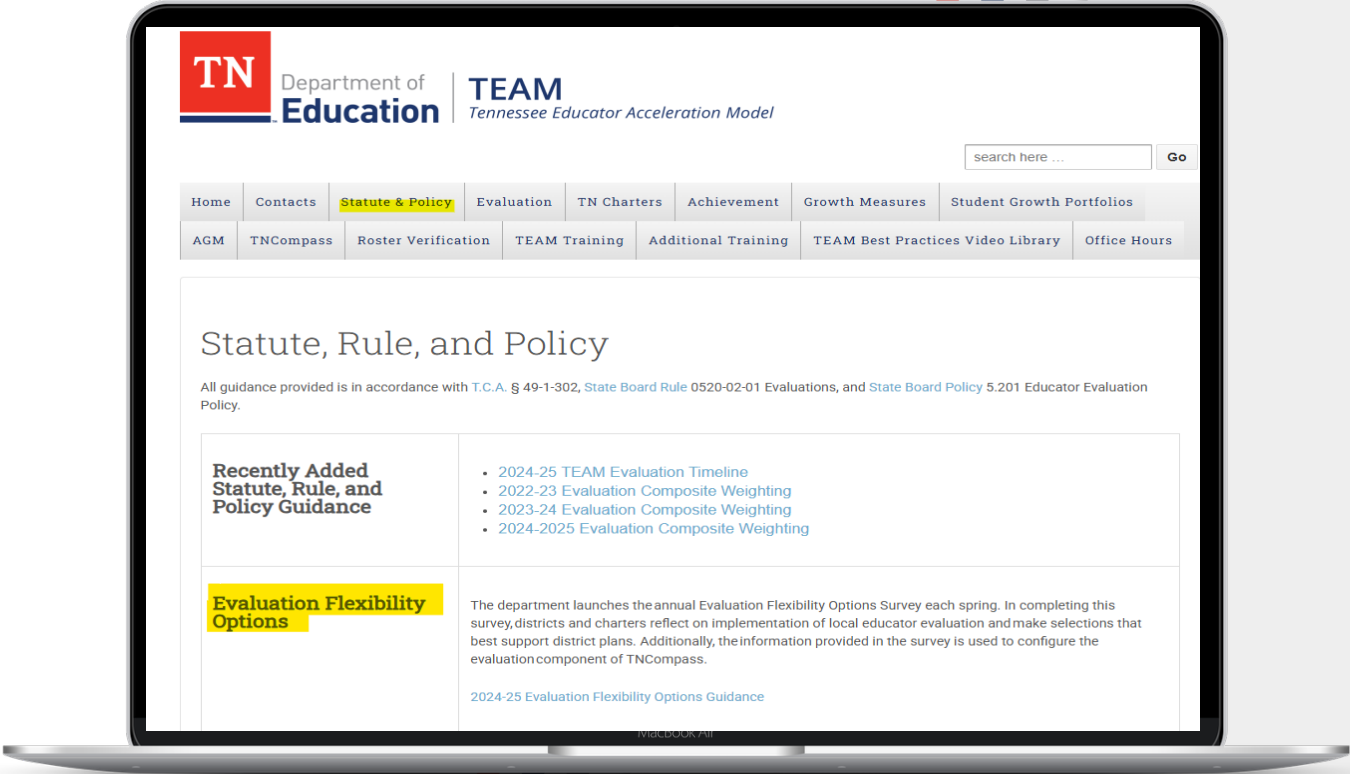 TN
Department of
Education
TEAM
Tennessee Educator Acceleration Model
search here ...
Go
Home Contacts Statute & Policy Evaluation TN Charters Achievement Growth Measures Student Growth Portfolios
AGM TNCompass Roster Verification TEAM Training Additional Training TEAM Best Practices Video Library Office Hours
Statute, Rule, and Policy
All guidance provided is in accordance with T.C.A. § 49-1-302, State Board Rule 0520-02-01 Evaluations, and State Board Policy 5.201 Educator Evaluation
Policy.
Recently Added
Statute, Rule, and
Policy Guidance
• 2024-25 TEAM Evaluation Timeline
• 2022-23 Evaluation Composite Weighting
• 2023-24 Evaluation Composite Weighting
• 2024-2025 Evaluation Composite Weighting
Evaluation Flexibility
Options
The department launches the annual Evaluation Flexibility Options Survey each spring. In completing this
survey, districts and charters reflect on implementation of local educator evaluation and make selections that
best support district plans. Additionally, the information provided in the survey is used to configure the
evaluation component of TNCompass.
2024-25 Evaluation Flexibility Options Guidance
MacBook Air